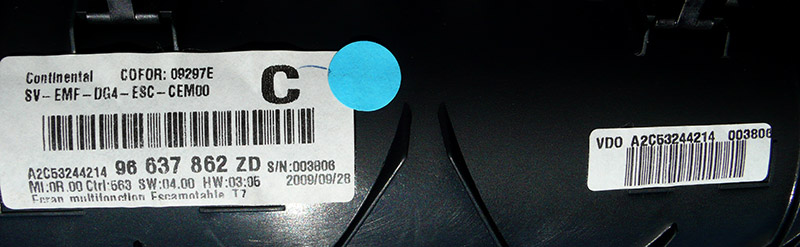 Continental COFOR: 09297E
SV-EMF-DG4-ESC-CEM00
C
A2C53244214 96 637 862 ZD S/N:003806
MI:0R.00 Ctrl:563 SW:04.00 HW:03:05 2009/09/28
Ecran multifonction Escamotable T7
VDO A2C53244214 003806